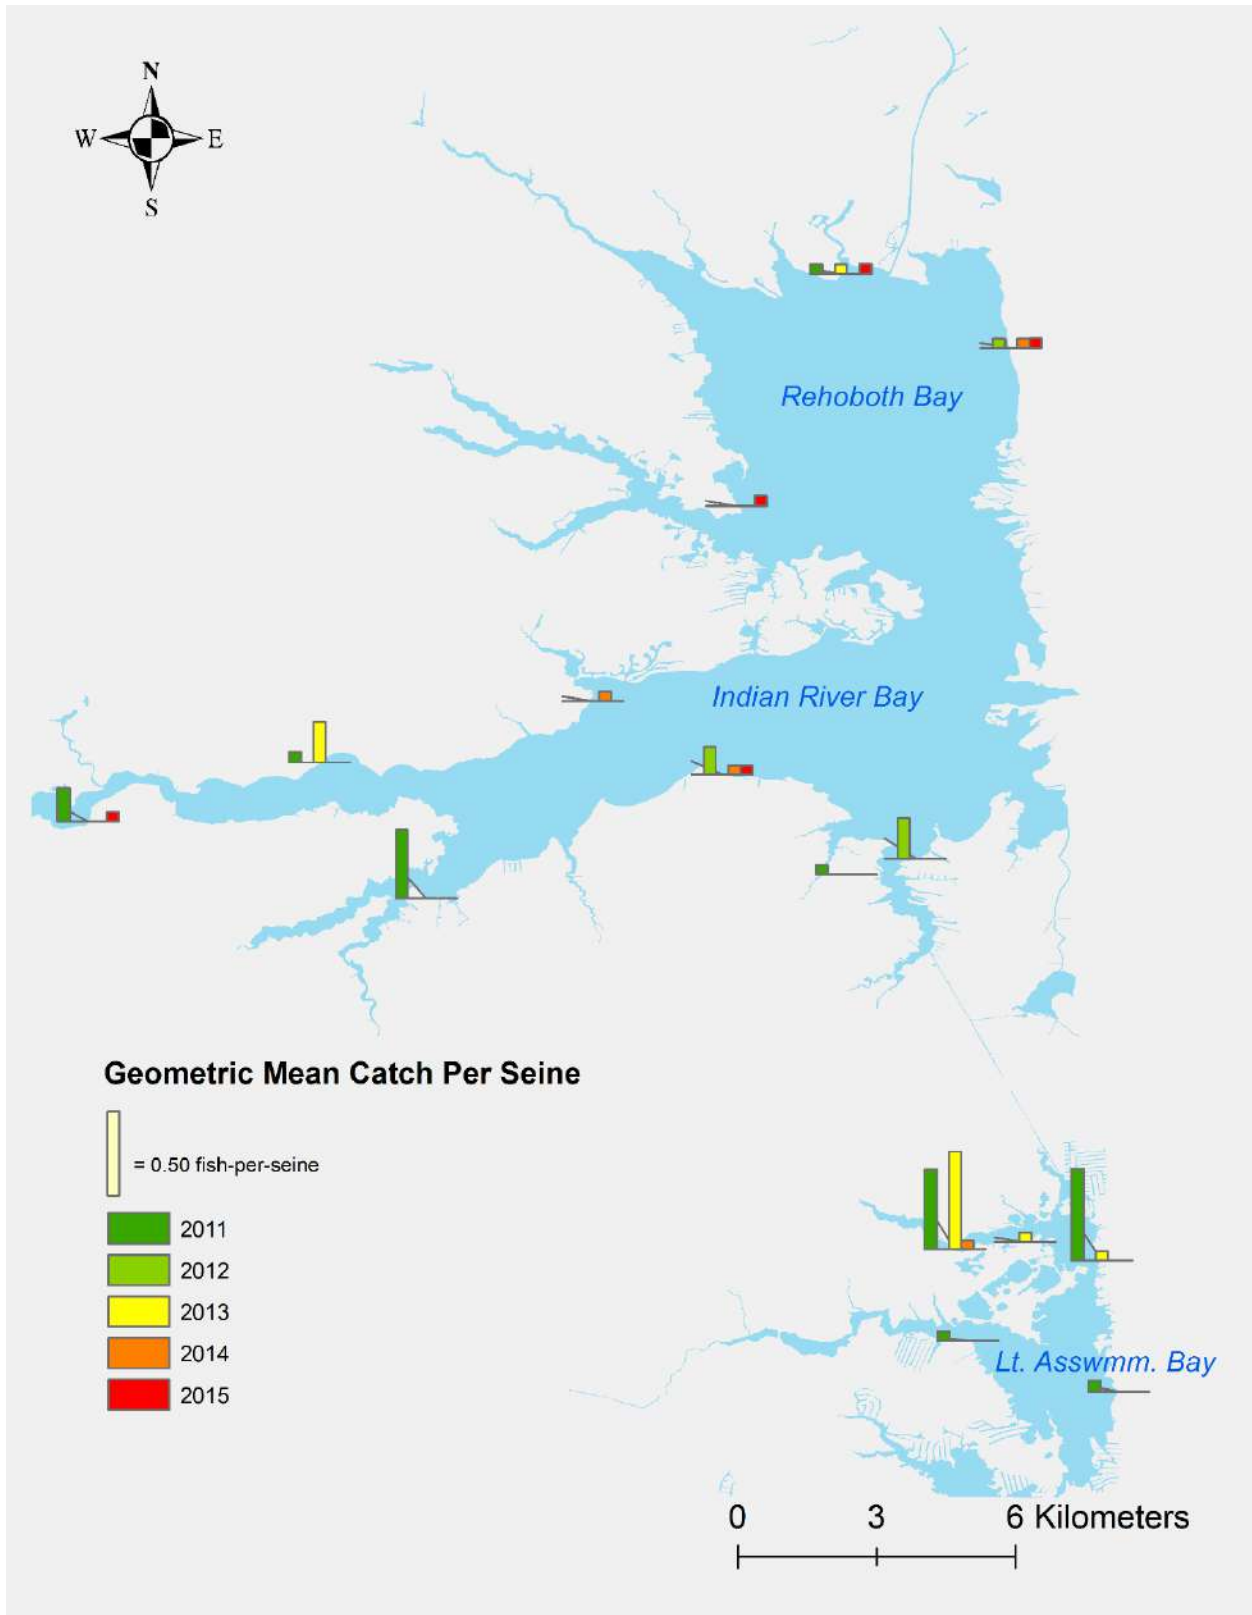 N
W E
S
Rehoboth Bay
Indian River Bay
Geometric Mean Catch Per Seine
= 0.50 fish-per-seine
2011
2012
2013
2014
2015
Lt. Asswmm. Bay
0 3 6 Kilometers